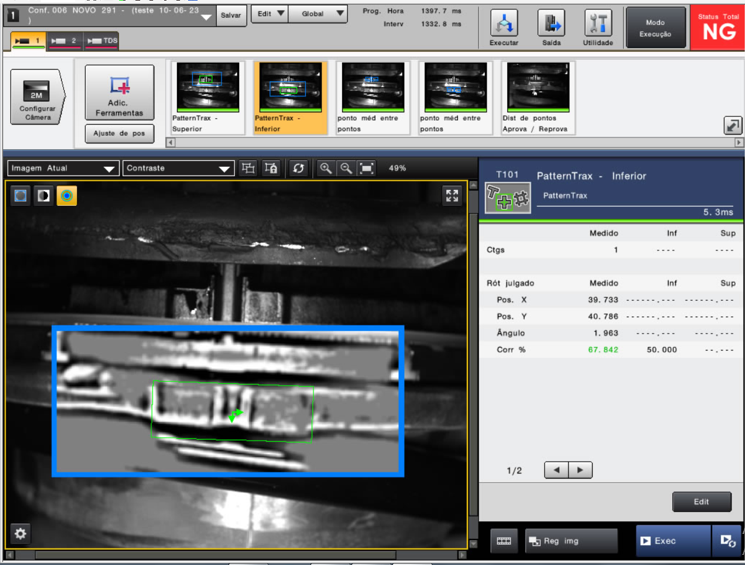 1 Conf.006 NOVO 291 - (teste 10-06-23
)
Salvar
Edit
Global
Prog. Hora 1397.7 ms
Interv 1332.8 ms
Executar
Saída
Utilidade
Modo
Execução
Status Total
NG
1
2
TDS
2M
Configurar
Câmera
Adic.
Ferramentas
Ajuste de pos
PatternTrax -
Superior
PatternTrax -
Inferior
ponto méd entre
pontos
ponto méd entre
pontos
Dist de pontos
Aprova / Reprova
Imagem Atual
Contraste
49%
T101 PatternTrax - Inferior
PatternTrax
5.3ms
Medido Inf Sup
Ctgs 1 ---- ----
Rót julgado Medido Inf Sup
Pos. X 39.733 ------.--- ------.---
Pos. Y 40.786 ------.--- ------.---
Ângulo 1.963 ----.--- ----.---
Corr % 67.842 50.000 --.---
1/2
Edit
Reg img
Exec